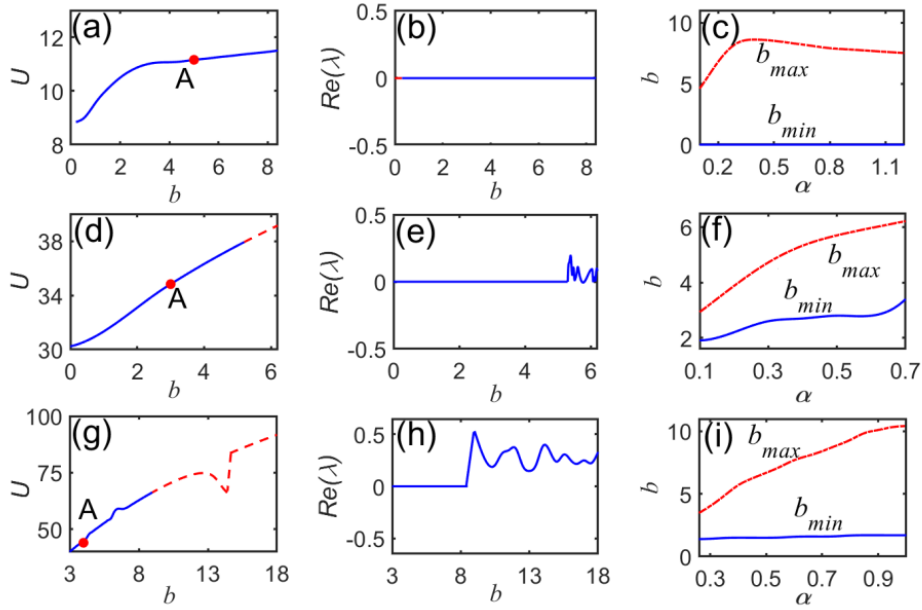 (a)
12
10
8
U
A
0 2 4 6 8
b
(b)
0.5
0
-0.5
Re(λ)
0 2 4 6 8
b
(c)
10
5
0
b
b_max
b_min
0.2 0.5 0.8 1.1
α
(d)
38
34
30
U
A
0 2 4 6
b
(e)
0.5
0
-0.5
Re(λ)
0 2 4 6
b
(f)
6
4
2
b
b_max
b_min
0.1 0.3 0.5 0.7
α
(g)
100
75
50
U
A
3 8 13 18
b
(h)
0.5
0
-0.5
Re(λ)
3 8 13 18
b
(i)
10
5
0
b
b_max
b_min
0.3 0.5 0.7 0.9
α